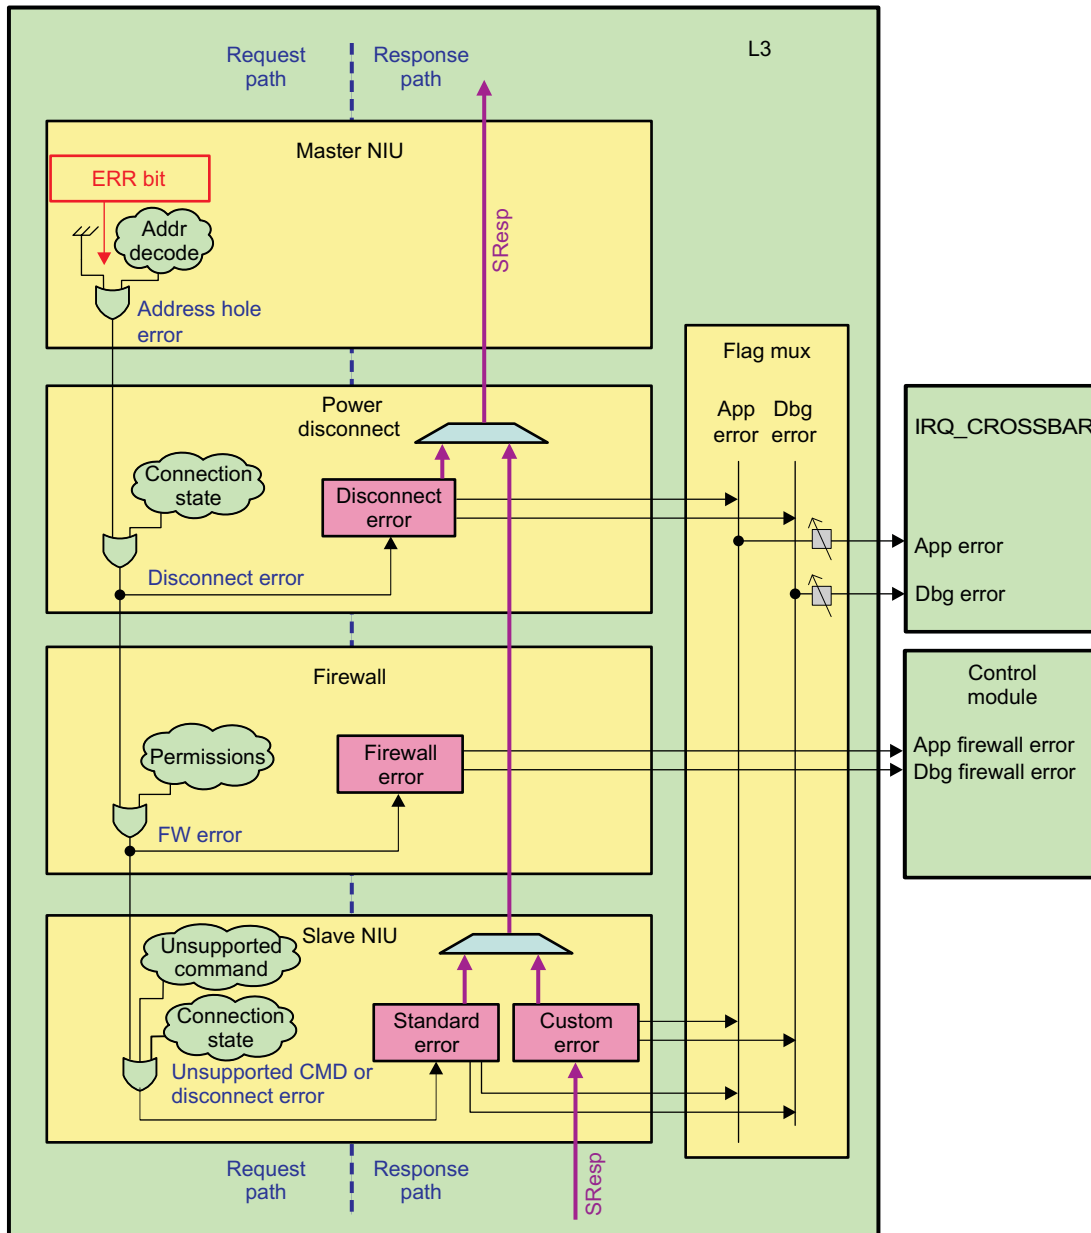 L3
Request
path
Response
path
Master NIU
ERR bit
Addr
decode
SResp
Address hole
error
Flag mux
App
error
Dbg
error
Power
disconnect
IRQ_CROSSBAR
Connection
state
Disconnect
error
App error
Disconnect error
Dbg error
Firewall
Control
module
Permissions
Firewall
error
App firewall error
Dbg firewall error
FW error
Slave NIU
Unsupported
command
Connection
state
Standard
error
Custom
error
Unsupported CMD or
disconnect error
Request
path
Response
path
SResp